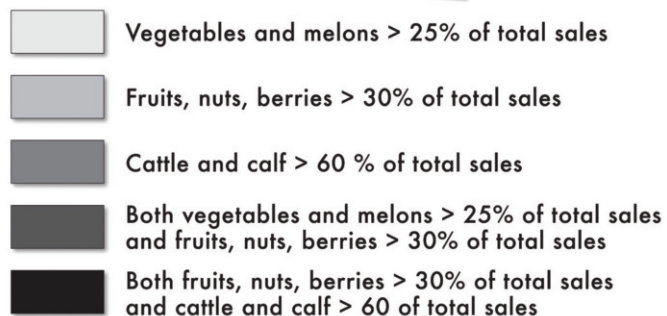 Vegetables and melons > 25% of total sales
Fruits, nuts, berries > 30% of total sales
Cattle and calf > 60 % of total sales
Both vegetables and melons > 25% of total sales
and fruits, nuts, berries > 30% of total sales
Both fruits, nuts, berries > 30% of total sales
and cattle and calf > 60 of total sales